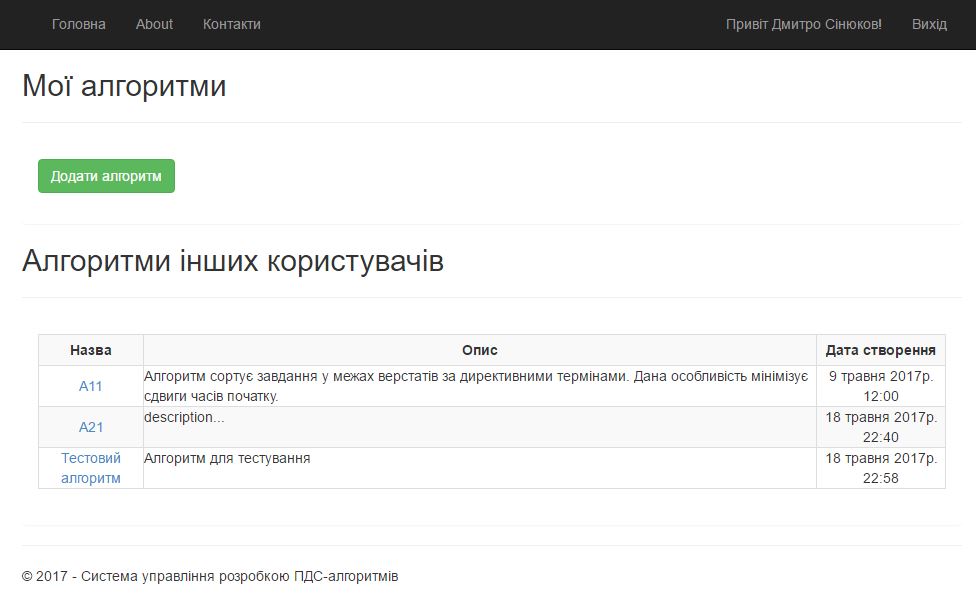 Головна About Контакти Привіт Дмитро Сінюков! Вихід
Мої алгоритми
Додати алгоритм
Алгоритми інших користувачів
Назва Опис Дата створення
A11 Алгоритм сортує завдання у межах верстатів за директивними термінами. Дана особливість мінімізує сдвиги часів початку. 9 травня 2017р. 12:00
A21 description... 18 травня 2017р. 22:40
Тестовий алгоритм Алгоритм для тестування 18 травня 2017р. 22:58
© 2017 - Система управління розробкою ПДС-алгоритмів